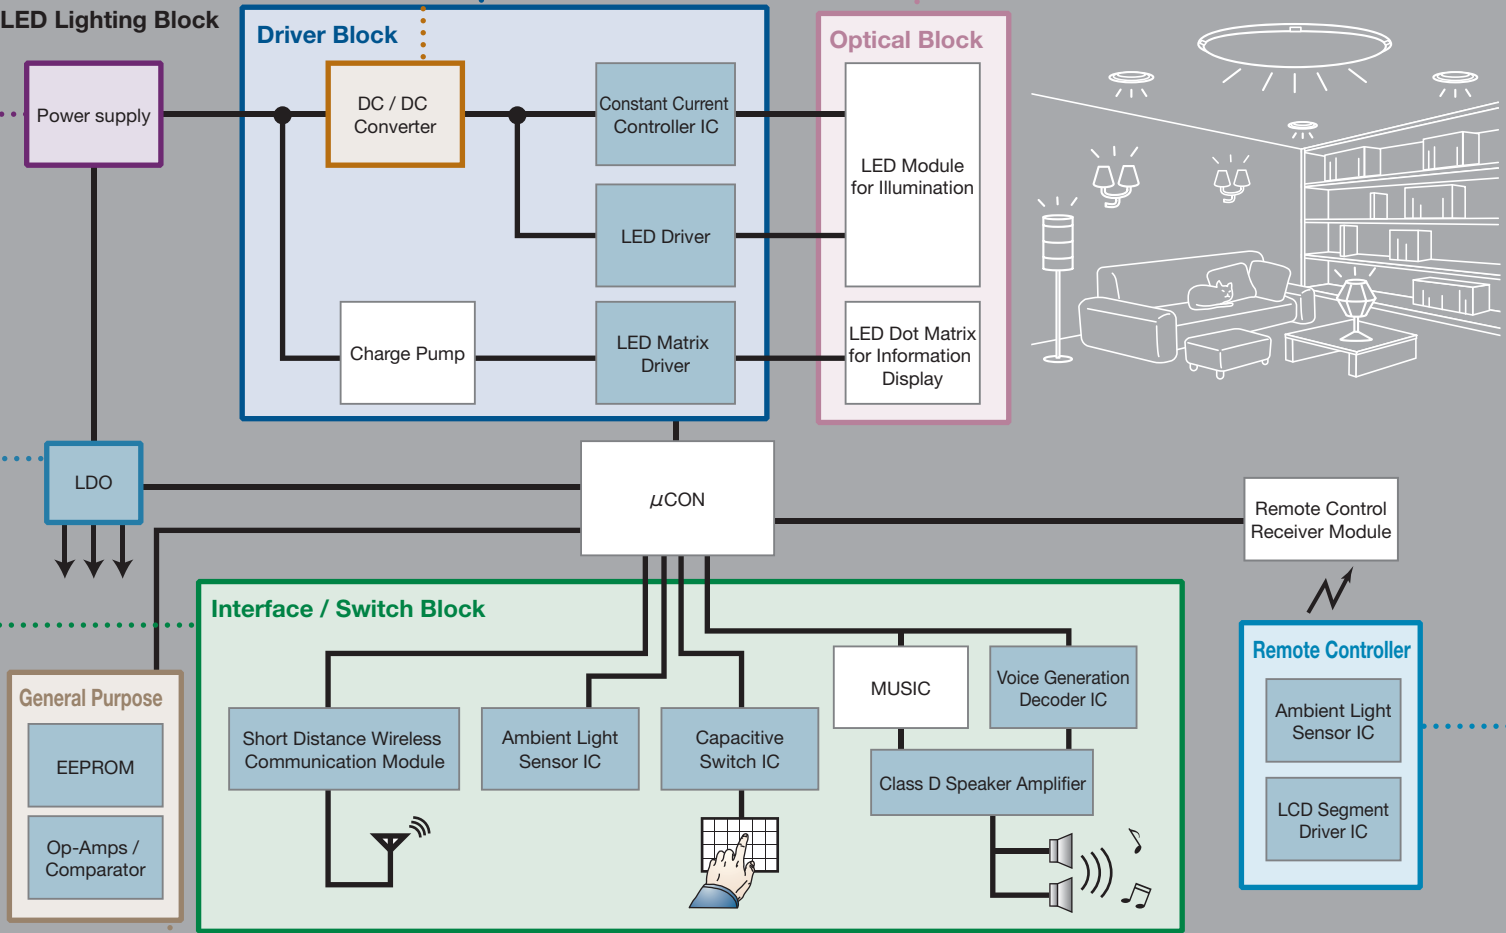 LED Lighting Block
Driver Block
Optical Block
Power supply
DC / DC
Converter
Constant Current
Controller IC
LED Module
for Illumination
LED Driver
Charge Pump
LED Matrix
Driver
LED Dot Matrix
for Information
Display
LDO
μCON
Remote Control
Receiver Module
Interface / Switch Block
General Purpose
EEPROM
Op-Amps /
Comparator
Short Distance Wireless
Communication Module
Ambient Light
Sensor IC
Capacitive
Switch IC
MUSIC
Voice Generation
Decoder IC
Class D Speaker Amplifier
Remote Controller
Ambient Light
Sensor IC
LCD Segment
Driver IC